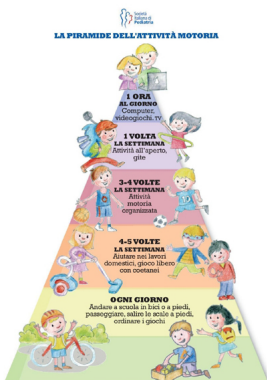 Società
Italiana di
Pediatria
LA PIRAMIDE DELL'ATTIVITÀ MOTORIA
1 ORA
AL GIORNO
Computer,
videogiochi, TV
1 VOLTA
LA SETTIMANA
Attività all'aperto,
gite
3-4 VOLTE
LA SETTIMANA
Attività
motoria
organizzata
4-5 VOLTE
LA SETTIMANA
Aiutare nei lavori
domestici, gioco libero
con coetanei
OGNI GIORNO
Andare a scuola in bici o a piedi,
passeggiare, salire le scale a piedi,
ordinare i giochi